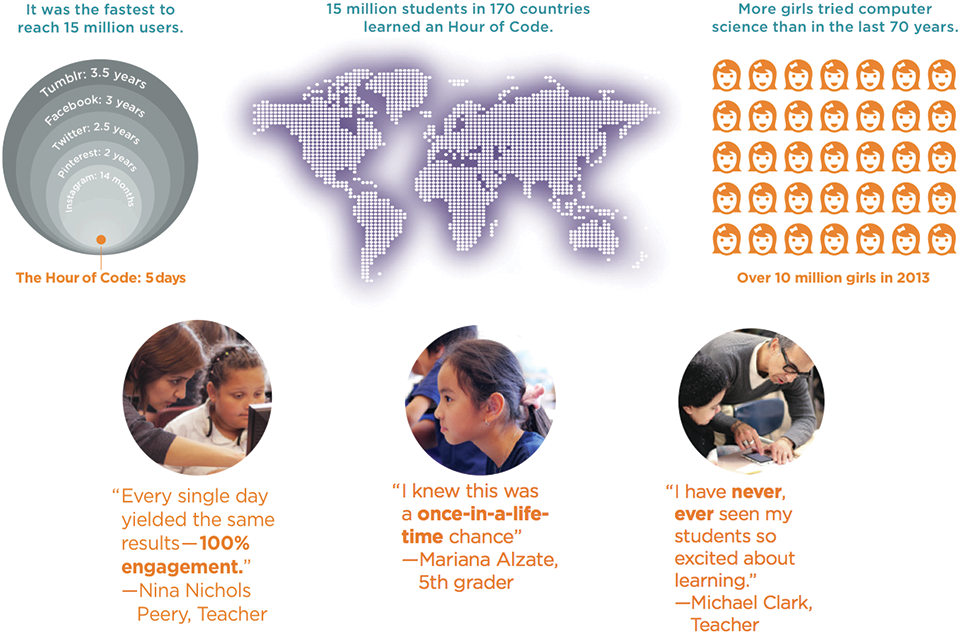 It was the fastest to
reach 15 million users.
Tumblr: 3.5 years
Facebook: 3 years
Twitter: 2.5 years
Pinterest: 2 years
Instagram: 14 months
The Hour of Code: 5 days
15 million students in 170 countries
learned an Hour of Code.
More girls tried computer
science than in the last 70 years.
Over 10 million girls in 2013
“Every single day
yielded the same
results—100%
engagement.”
—Nina Nichols
Peery, Teacher
“I knew this was
a once-in-a-life-
time chance”
—Mariana Alzate,
5th grader
“I have never,
ever seen my
students so
excited about
learning.”
—Michael Clark,
Teacher